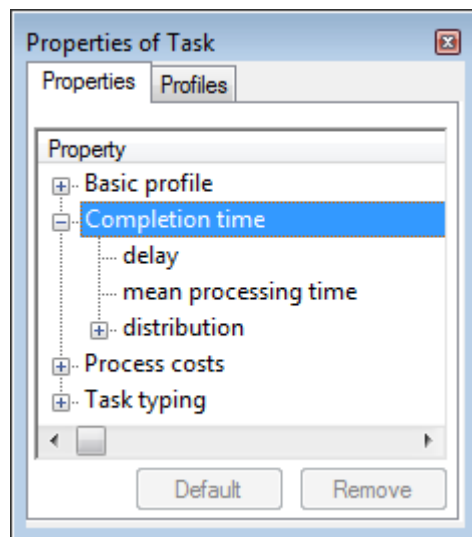 Properties of Task
Properties Profiles
Property
Basic profile
Completion time
delay
mean processing time
distribution
Process costs
Task typing
Default Remove